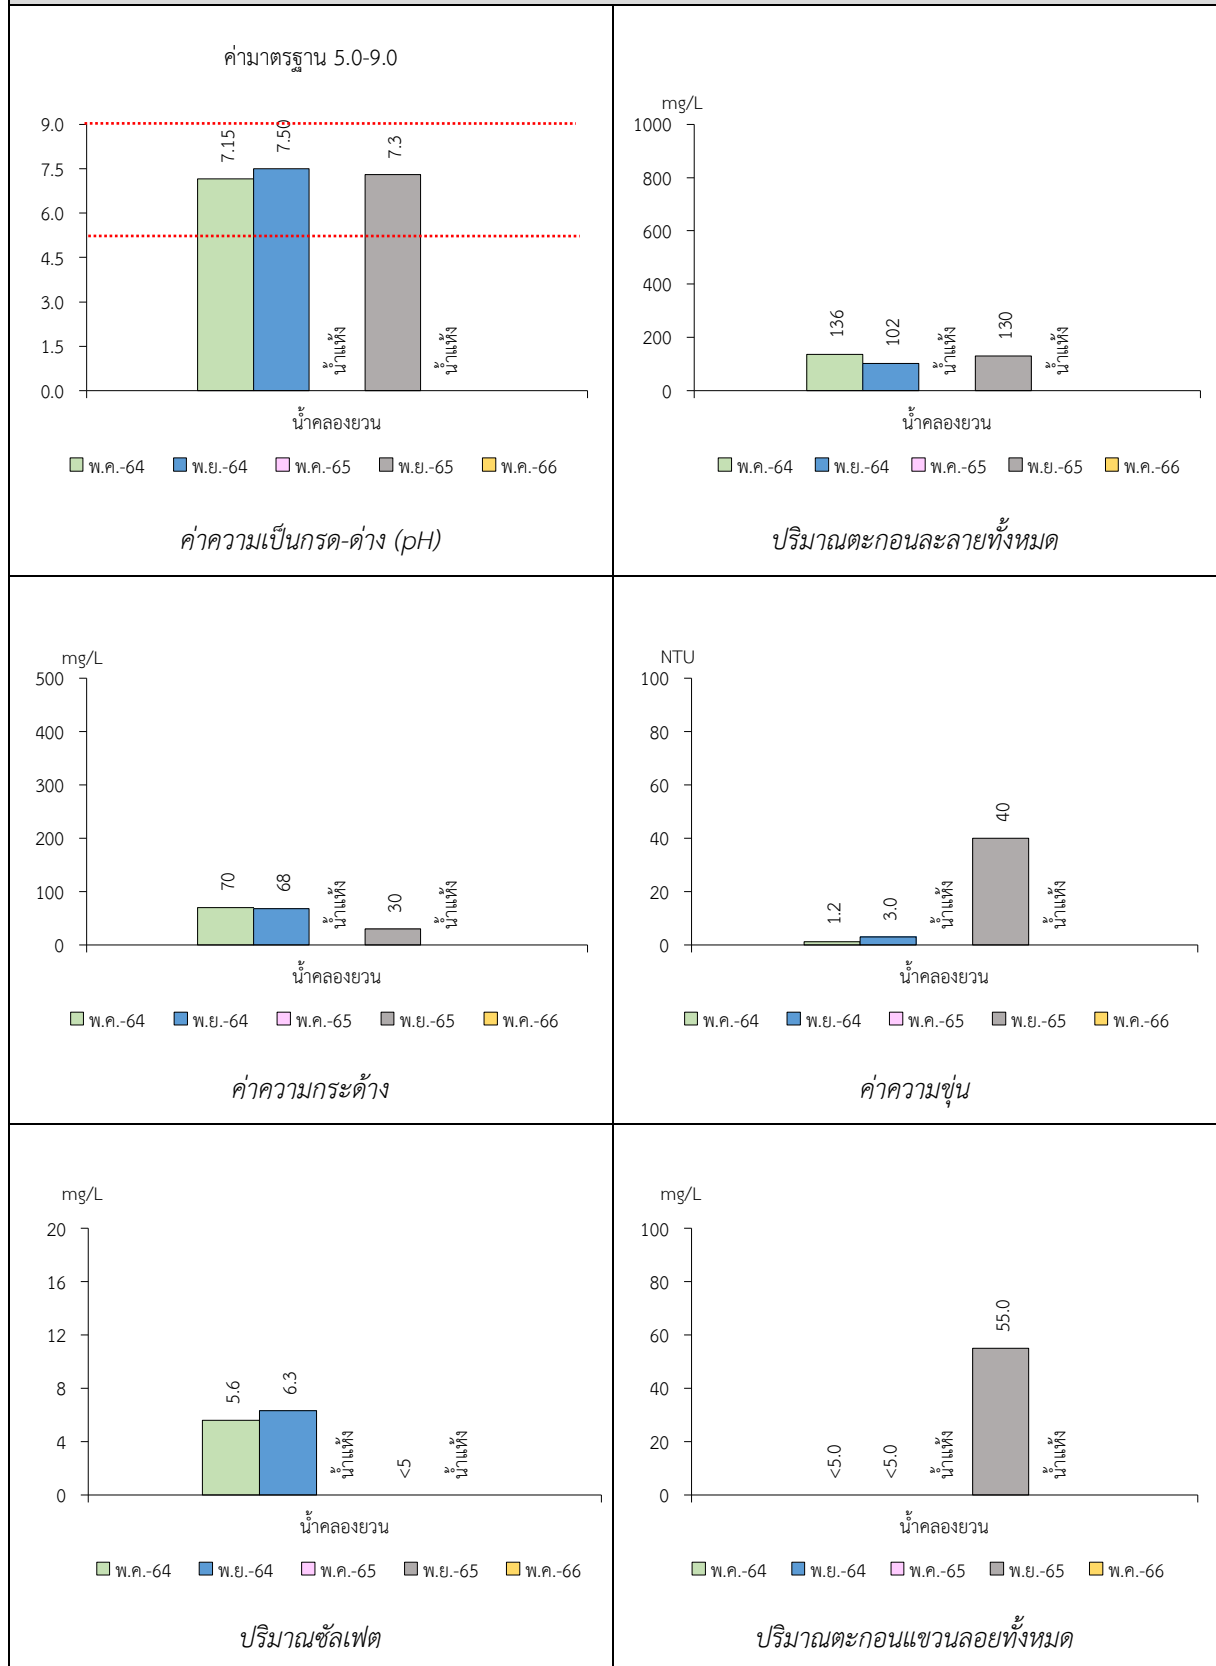 ค่ามาตรฐาน 5.0-9.0
9.0
7.5
6.0
4.5
3.0
1.5
0.0
7.15
7.50
น้ำแห้ง
7.3
น้ำแห้ง
น้ำคลองยวน
พ.ค.-64 พ.ย.-64 พ.ค.-65 พ.ย.-65 พ.ค.-66
ค่าความเป็นกรด-ด่าง (pH)
mg/L
1000
800
600
400
200
0
136
102
น้ำแห้ง
130
น้ำแห้ง
น้ำคลองยวน
พ.ค.-64 พ.ย.-64 พ.ค.-65 พ.ย.-65 พ.ค.-66
ปริมาณตะกอนละลายทั้งหมด
mg/L
500
400
300
200
100
0
70
68
น้ำแห้ง
30
น้ำแห้ง
น้ำคลองยวน
พ.ค.-64 พ.ย.-64 พ.ค.-65 พ.ย.-65 พ.ค.-66
ค่าความกระด้าง
NTU
100
80
60
40
20
0
1.2
3.0
น้ำแห้ง
40
น้ำแห้ง
น้ำคลองยวน
พ.ค.-64 พ.ย.-64 พ.ค.-65 พ.ย.-65 พ.ค.-66
ค่าความขุ่น
mg/L
20
16
12
8
4
0
5.6
6.3
น้ำแห้ง
<5
น้ำแห้ง
น้ำคลองยวน
พ.ค.-64 พ.ย.-64 พ.ค.-65 พ.ย.-65 พ.ค.-66
ปริมาณซัลเฟต
mg/L
100
80
60
40
20
0
<5.0
<5.0
น้ำแห้ง
55.0
น้ำแห้ง
น้ำคลองยวน
พ.ค.-64 พ.ย.-64 พ.ค.-65 พ.ย.-65 พ.ค.-66
ปริมาณตะกอนแขวนลอยทั้งหมด